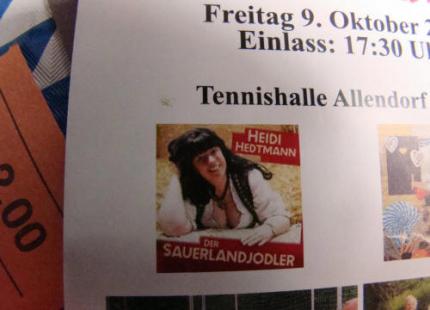 Freitag 9. Oktober
Einlass: 17:30
Tennishalle Allendorf
HEIDI
HEDTMANN
DER
SAUERLANDJODLER
2.00